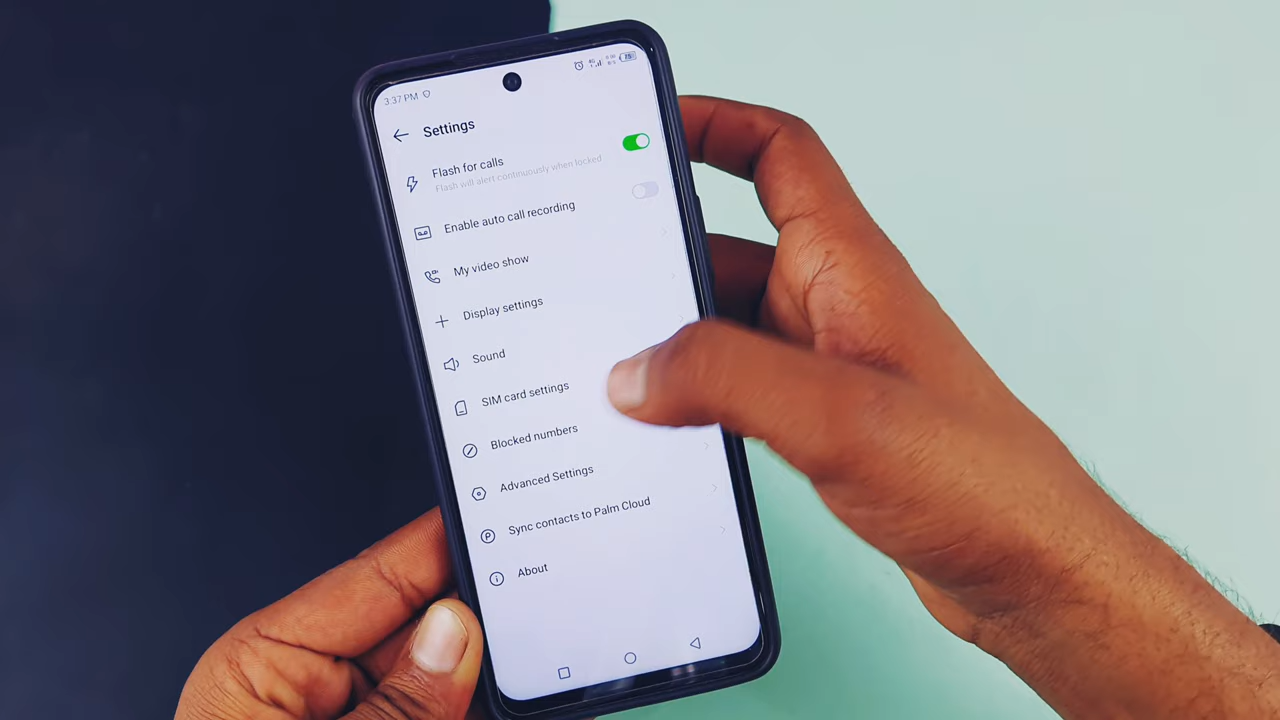 3:37 PM
4G
Settings
Flash for calls
Flash will alert continuously when locked
Enable auto call recording
My video show
Display settings
Sound
SIM card settings
Blocked numbers
Advanced Settings
Sync contacts to Palm Cloud
About